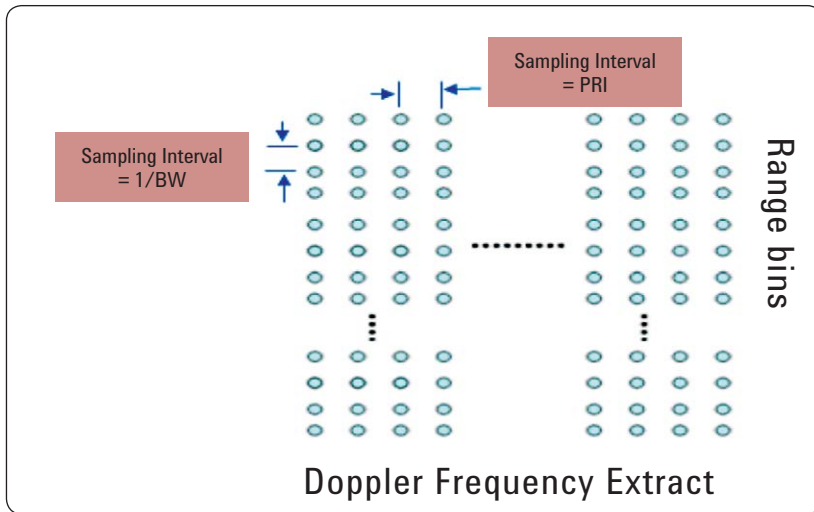 Sampling Interval
= PRI
Sampling Interval
= 1/BW
Range bins
Doppler Frequency Extract